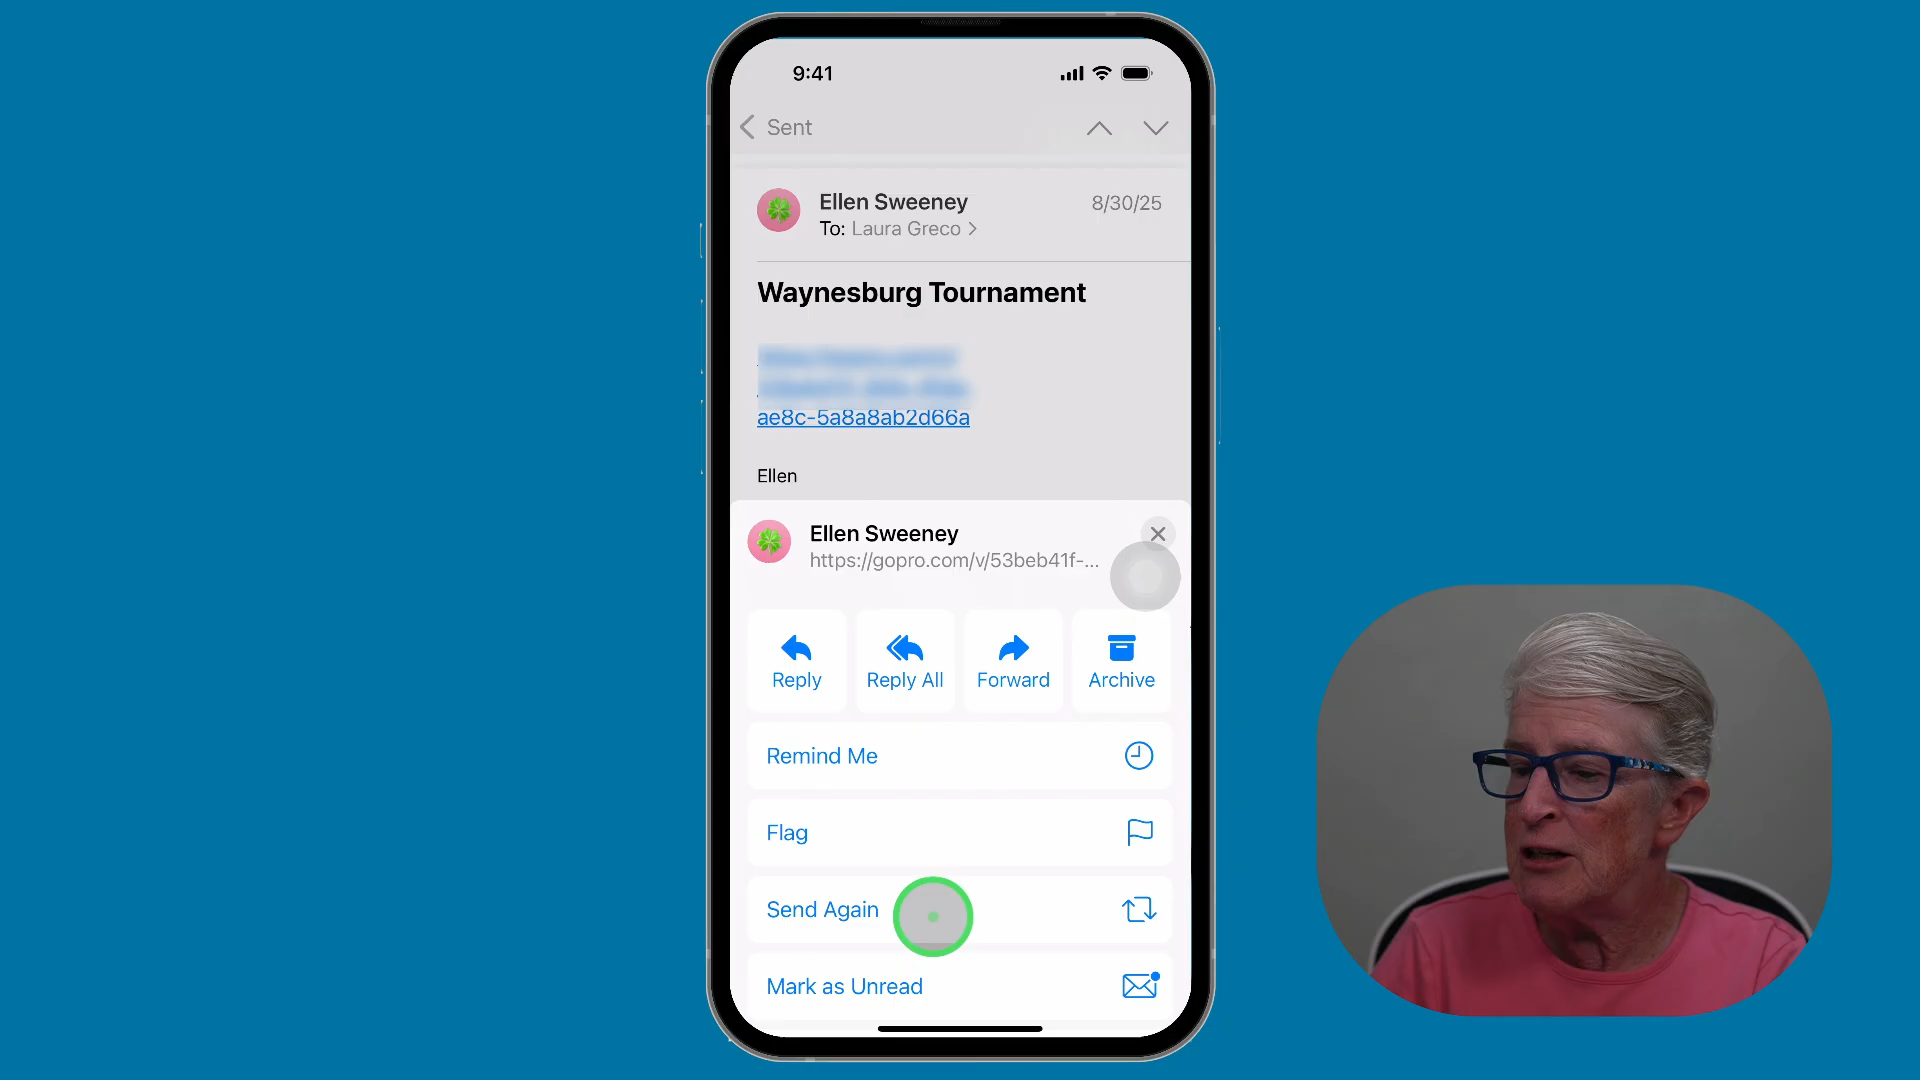 9:41
Sent
Ellen Sweeney 8/30/25
To: Laura Greco
Waynesburg Tournament
ae8c-5a8a8ab2d66a
Ellen
Ellen Sweeney
https://gopro.com/v/53beb41f-...
Reply
Reply All
Forward
Archive
Remind Me
Flag
Send Again
Mark as Unread